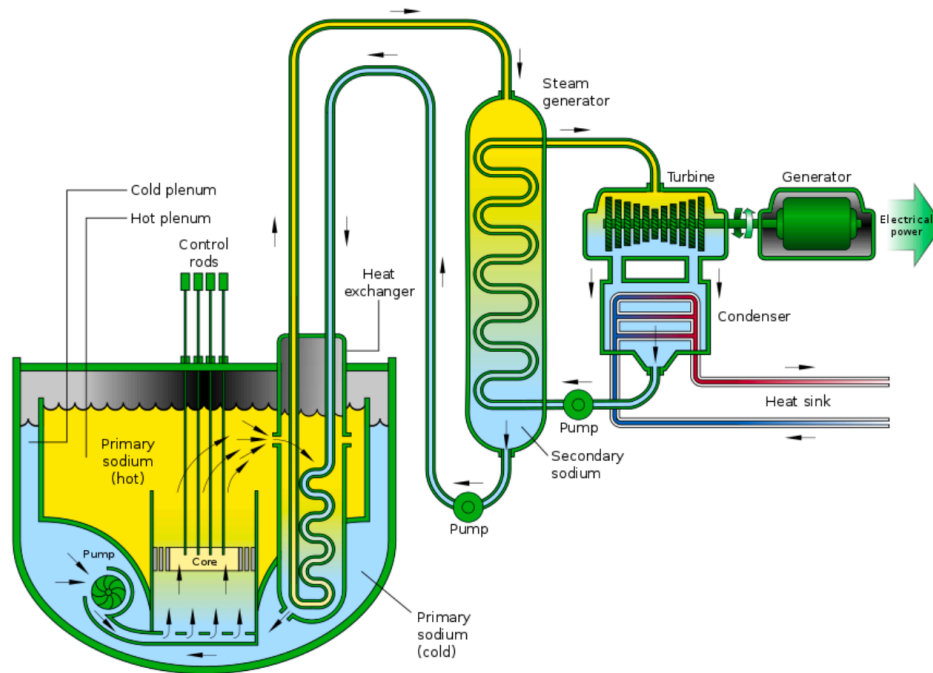 Steam
generator
Turbine
Generator
Cold plenum
Hot plenum
Electrical
power
Control
rods
Heat
exchanger
Condenser
Heat sink
Primary
sodium
(hot)
Pump
Secondary
sodium
Pump
Pump
Core
Primary
sodium
(cold)